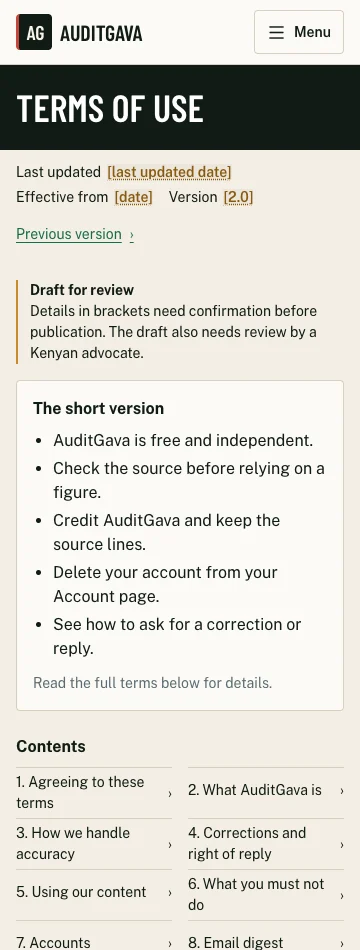 AG AUDITGAVA
Menu
TERMS OF USE
Last updated [last updated date]
Effective from [date] Version [2.0]
Previous version ›
Draft for review
Details in brackets need confirmation before
publication. The draft also needs review by a
Kenyan advocate.
The short version
• AuditGava is free and independent.
• Check the source before relying on a
figure.
• Credit AuditGava and keep the
source lines.
• Delete your account from your
Account page.
• See how to ask for a correction or
reply.
Read the full terms below for details.
Contents
1. Agreeing to these
terms ›
2. What AuditGava is ›
3. How we handle
accuracy ›
4. Corrections and
right of reply ›
5. Using our content ›
6. What you must not
do ›
7. Accounts ›
8. Email digest ›